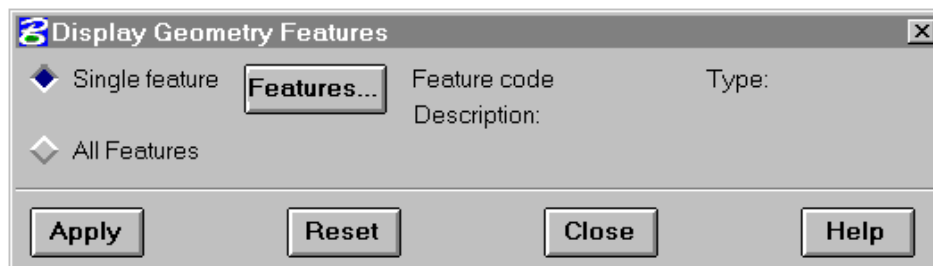 Display Geometry Features
Single feature Features... Feature code Type:
Description:
All Features
Apply Reset Close Help